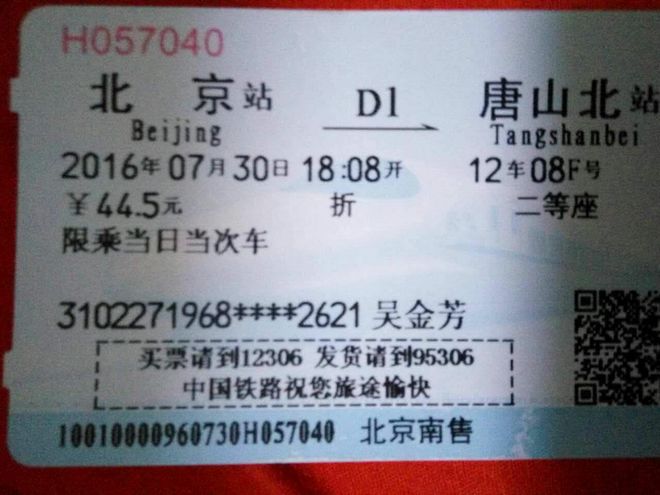 H057040
北京站 D1 唐山北站
Beijing Tangshanbei
2016年07月30日 18:08开 12车08F号
￥44.5元 折 二等座
限乘当日当次车
3102271968****2621 吴金芳
买票请到12306 发货请到95306
中国铁路祝您旅途愉快
10010000960730H057040 北京南售